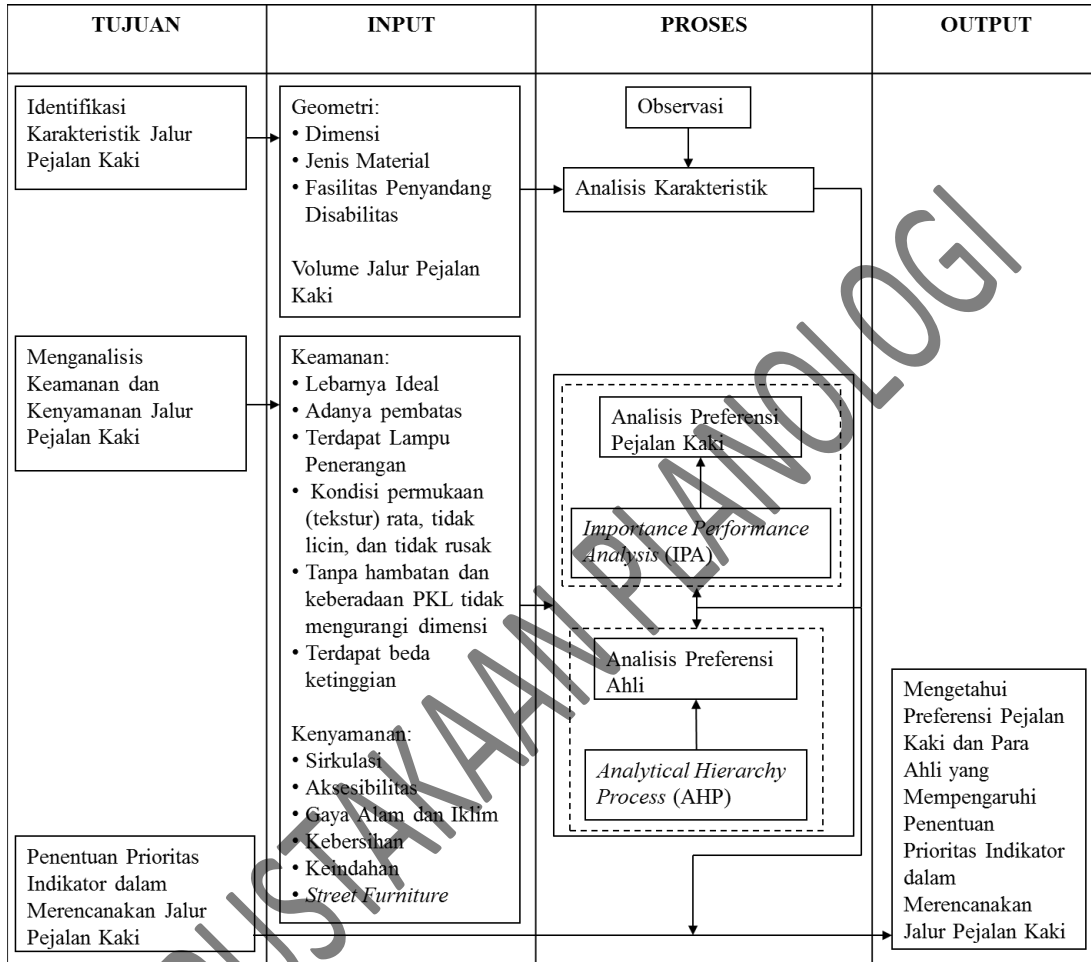 TUJUAN
INPUT
PROSES
OUTPUT
Identifikasi
Karakteristik Jalur
Pejalan Kaki
Geometri:
• Dimensi
• Jenis Material
• Fasilitas Penyandang
Disabilitas
Volume Jalur Pejalan
Kaki
Observasi
Analisis Karakteristik
Menganalisis
Keamanan dan
Kenyamanan Jalur
Pejalan Kaki
Keamanan:
• Lebarnya Ideal
• Adanya pembatas
• Terdapat Lampu
Penerangan
• Kondisi permukaan
(tekstur) rata, tidak
licin, dan tidak rusak
• Tanpa hambatan dan
keberadaan PKL tidak
mengurangi dimensi
• Terdapat beda
ketinggian
Kenyamanan:
• Sirkulasi
• Aksesibilitas
• Gaya Alam dan Iklim
• Kebersihan
• Keindahan
• Street Furniture
Analisis Preferensi
Pejalan Kaki
Importance Performance
Analysis (IPA)
Analisis Preferensi
Ahli
Analytical Hierarchy
Process (AHP)
Penentuan Prioritas
Indikator dalam
Merencanakan Jalur
Pejalan Kaki
Mengetahui
Preferensi Pejalan
Kaki dan Para
Ahli yang
Mempengaruhi
Penentuan
Prioritas Indikator
dalam
Merencanakan
Jalur Pejalan Kaki
PUSTAKAAN PLANOLOGI